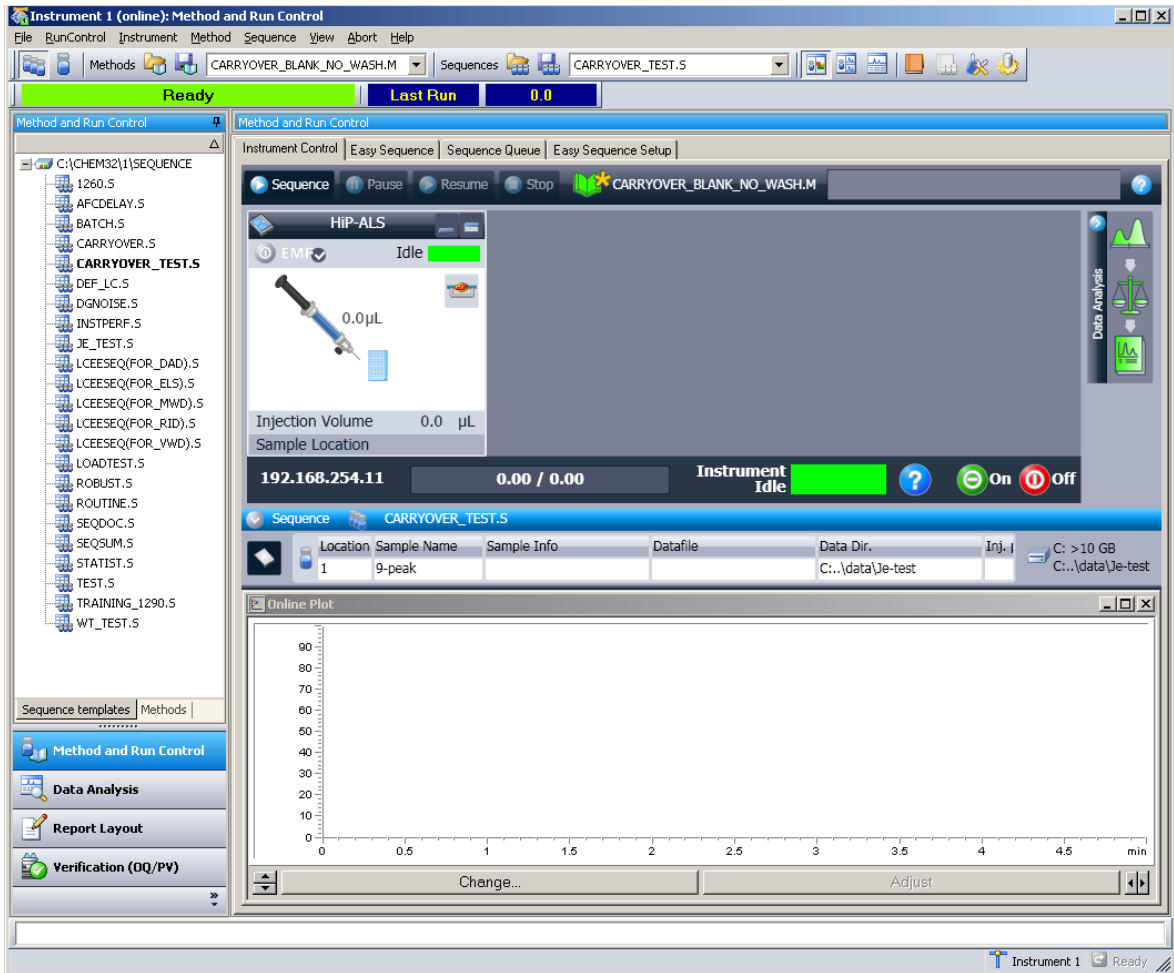 Instrument 1 (online): Method and Run Control
File RunControl Instrument Method Sequence View Abort Help
Methods CARRYOVER_BLANK_NO_WASH.M Sequences CARRYOVER_TEST.S
Ready Last Run 0.0
Method and Run Control
C:\CHEM32\1\SEQUENCE
1260.S
AFCDELAY.S
BATCH.S
CARRYOVER.S
CARRYOVER_TEST.S
DEF_LC.S
DGNOISE.S
INSTPERF.S
JE_TEST.S
LCEESEQ(FOR_DAD).S
LCEESEQ(FOR_ELS).S
LCEESEQ(FOR_MWD).S
LCEESEQ(FOR_RID).S
LCEESEQ(FOR_VWD).S
LOADTEST.S
ROBUST.S
ROUTINE.S
SEQDOC.S
SEQSUM.S
STATIST.S
TEST.S
TRAINING_1290.S
WT_TEST.S
Sequence templates Methods
Method and Run Control
Data Analysis
Report Layout
Verification (OQ/PV)
Method and Run Control
Instrument Control Easy Sequence Sequence Queue Easy Sequence Setup
Sequence Pause Resume Stop CARRYOVER_BLANK_NO_WASH.M
HiP-ALS
EMF Idle
0.0µL
Injection Volume 0.0 µL
Sample Location
Data Analysis
192.168.254.11 0.00 / 0.00 Instrument Idle On Off
Sequence CARRYOVER_TEST.S
Location Sample Name Sample Info Datafile Data Dir. Inj. C: >10 GB
1 9-peak C:..\data\Je-test C:..\data\Je-test
Online Plot
90
80
70
60
50
40
30
20
10
0
0 0.5 1 1.5 2 2.5 3 3.5 4 4.5 min
Change... Adjust
Instrument 1 Ready